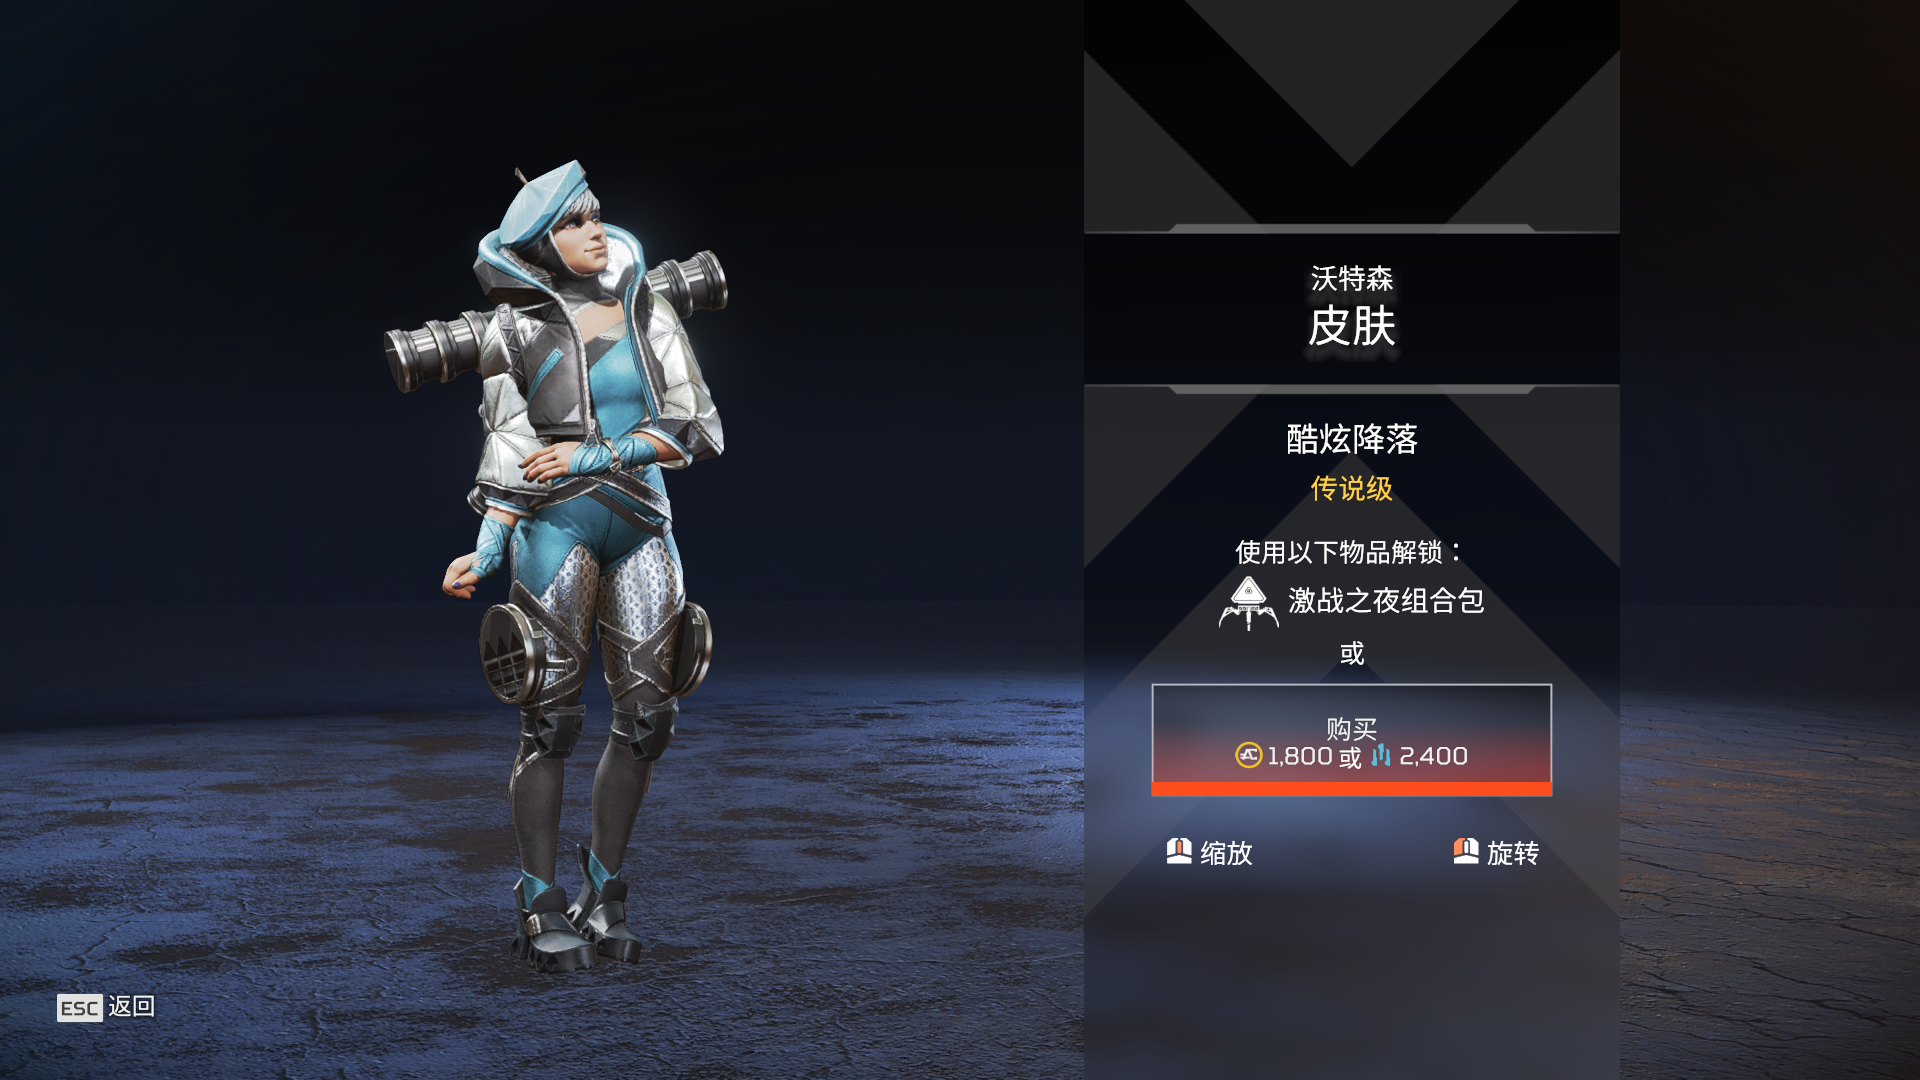 沃特森
皮肤
酷炫降落
传说级
使用以下物品解锁：
激战之夜组合包
或
购买
1,800 或 2,400
缩放
旋转
ESC 返回